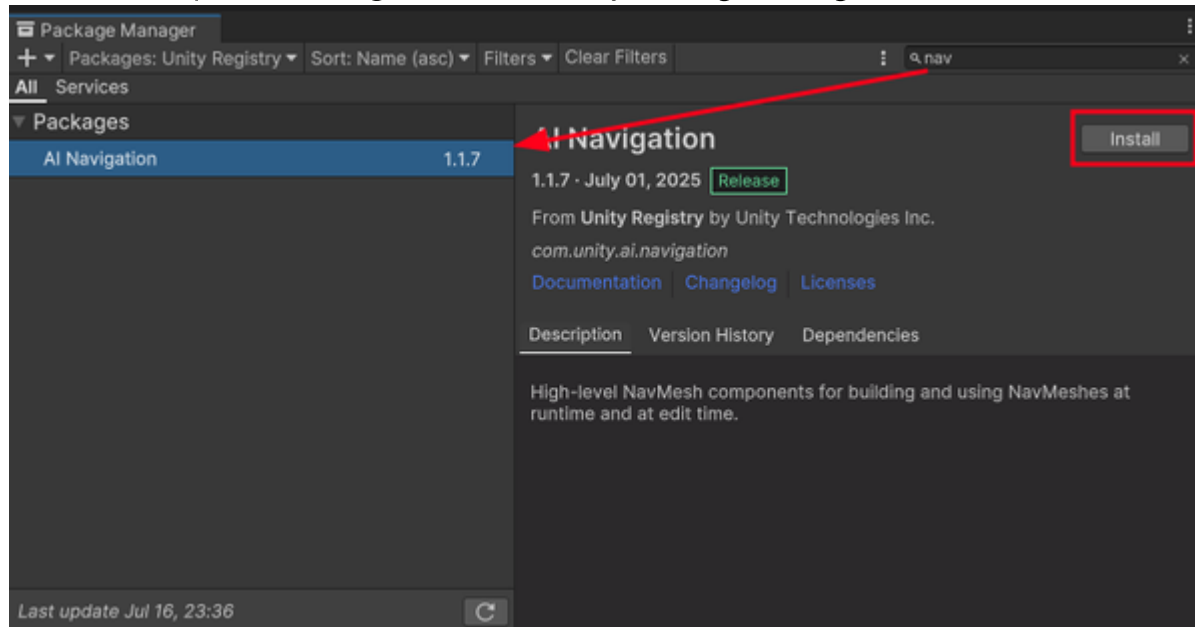 Package Manager
+ Packages: Unity Registry Sort: Name (asc) Filters Clear Filters nav
All Services
Packages
AI Navigation 1.1.7
AI Navigation
Install
1.1.7 · July 01, 2025 Release
From Unity Registry by Unity Technologies Inc.
com.unity.ai.navigation
Documentation Changelog Licenses
Description Version History Dependencies
High-level NavMesh components for building and using NavMeshes at
runtime and at edit time.
Last update Jul 16, 23:36